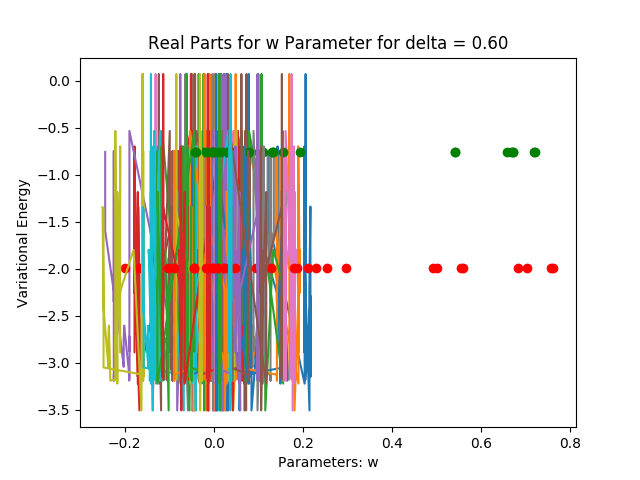 Real Parts for w Parameter for delta = 0.60
0.0
−0.5
−1.0
−1.5
−2.0
−2.5
−3.0
−3.5
Variational Energy
−0.2 0.0 0.2 0.4 0.6 0.8
Parameters: w